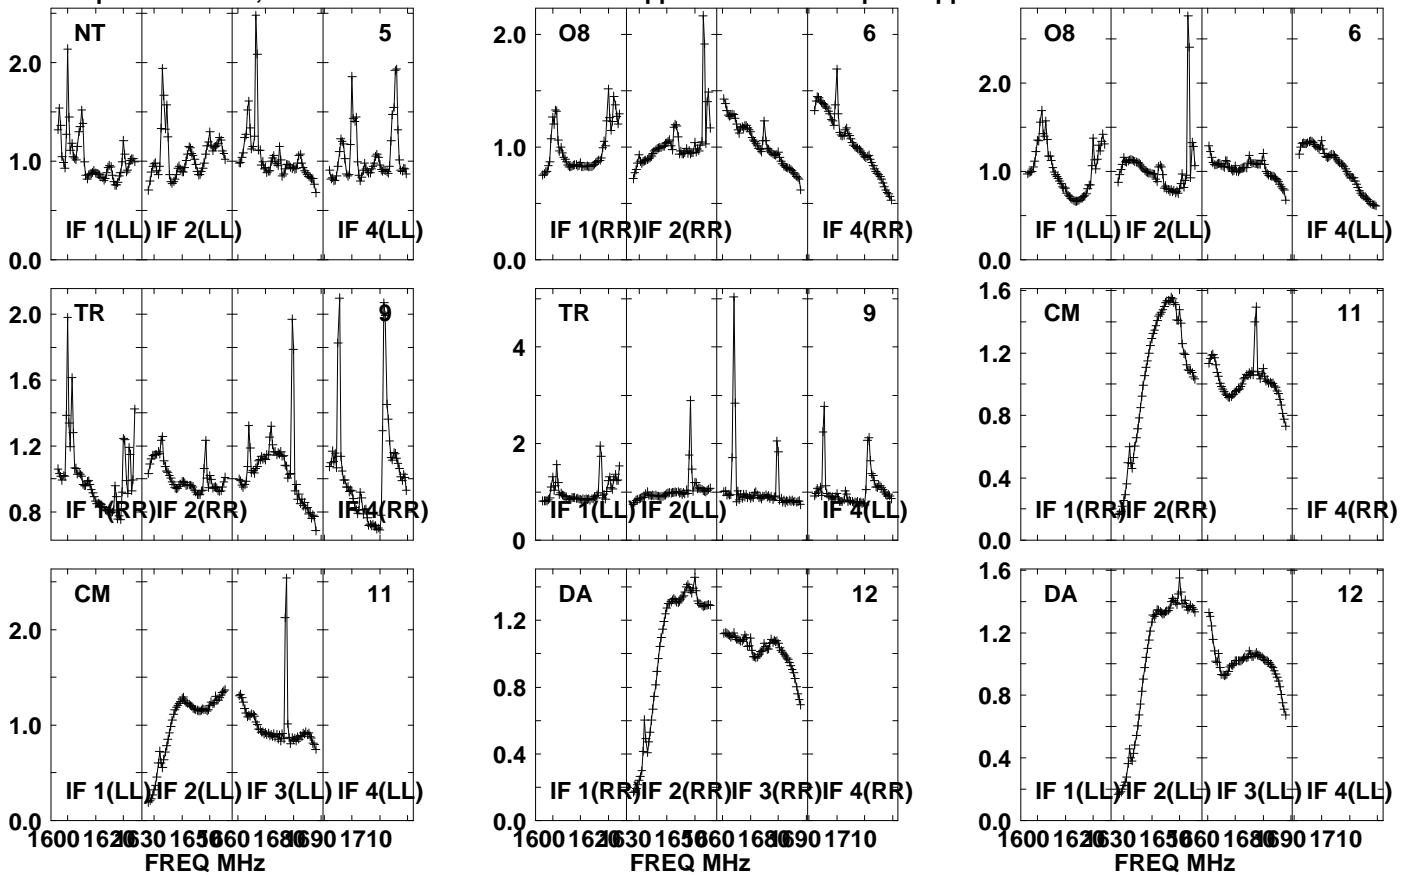 NT 5 O8 6 O8 6
2.0 2.0 2.0
1.0 1.0 1.0
IF 1(LL) IF 2(LL) IF 4(LL) IF 1(RR) IF 2(RR) IF 4(RR) IF 1(LL) IF 2(LL) IF 4(LL)
0.0 0.0 0.0
TR 9 TR 9 CM 11
2.0 4 1.6
1.6 1.2
1.2 2 0.8
0.8 0.4
IF 1(RR) IF 2(RR) IF 4(RR) IF 1(LL) IF 2(LL) IF 4(LL) IF 1(RR) IF 2(RR) IF 4(RR)
0 0.0
CM 11 DA 12 DA 12
2.0 1.2 1.6
1.0 0.8 1.2
0.4 0.8
0.4
IF 1(LL) IF 2(LL) IF 3(LL) IF 4(LL) IF 1(RR) IF 2(RR) IF 3(RR) IF 4(RR) IF 1(LL) IF 2(LL) IF 3(LL) IF 4(LL)
0.0 0.0 0.0
1600 1620 1630 1650 1660 1680 1690 1710 1600 1620 1630 1650 1660 1680 1690 1710 1600 1620 1630 1650 1660 1680 1690 1710
FREQ MHz FREQ MHz FREQ MHz